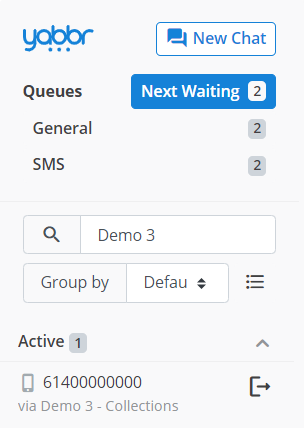 yabbr
New Chat
Queues
Next Waiting 2
General 2
SMS 2
Demo 3
Group by Defau
Active 1
61400000000
via Demo 3 - Collections